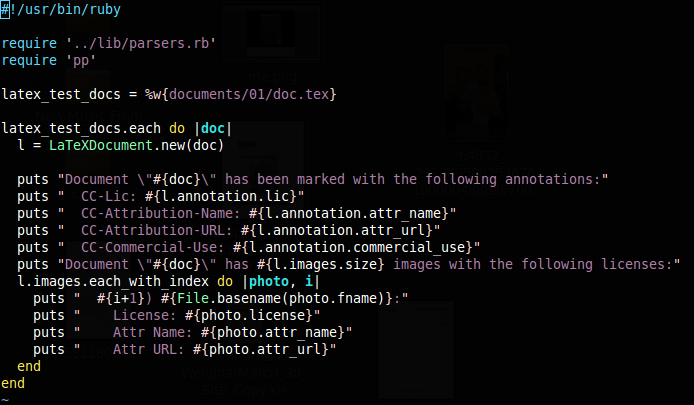 #!/usr/bin/ruby

require '../lib/parsers.rb'
require 'pp'

latex_test_docs = %w{documents/01/doc.tex}

latex_test_docs.each do |doc|
  l = LaTeXDocument.new(doc)

  puts "Document \"#{doc}\" has been marked with the following annotations:"
  puts "  CC-Lic: #{l.annotation.lic}"
  puts "  CC-Attribution-Name: #{l.annotation.attr_name}"
  puts "  CC-Attribution-URL: #{l.annotation.attr_url}"
  puts "  CC-Commercial-Use: #{l.annotation.commercial_use}"
  puts "Document \"#{doc}\" has #{l.images.size} images with the following licenses:"
  l.images.each_with_index do |photo, i|
    puts "  #{i+1}) #{File.basename(photo.fname)}:"
    puts "    License: #{photo.license}"
    puts "    Attr Name: #{photo.attr_name}"
    puts "    Attr URL: #{photo.attr_url}"
  end
end
~